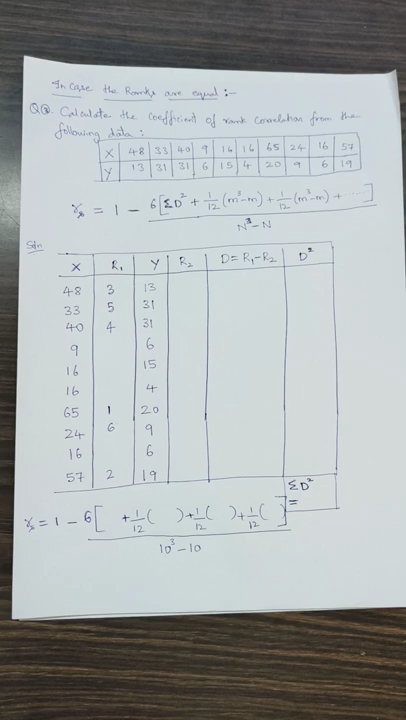 In case the Ranks are equal :-
Q②. Calculate the coefficient of rank correlation from the
following data :
X 48 33 40 9 16 16 65 24 16 57
Y 13 31 31 6 15 4 20 9 6 19
rₛ = 1 - 6[ΣD² + 1/12 (m³-m) + 1/12 (m³-m) + ......] / N³-N
Soln
X R₁ Y R₂ D = R₁-R₂ D²
48 3 13
33 5 31
40 4 31
9 6
16 15
16 4
65 1 20
24 6 9
16 6
57 2 19
ΣD² =
rₛ = 1 - 6[ + 1/12 ( ) + 1/12 ( ) + 1/12 ( ) ] / 10³-10